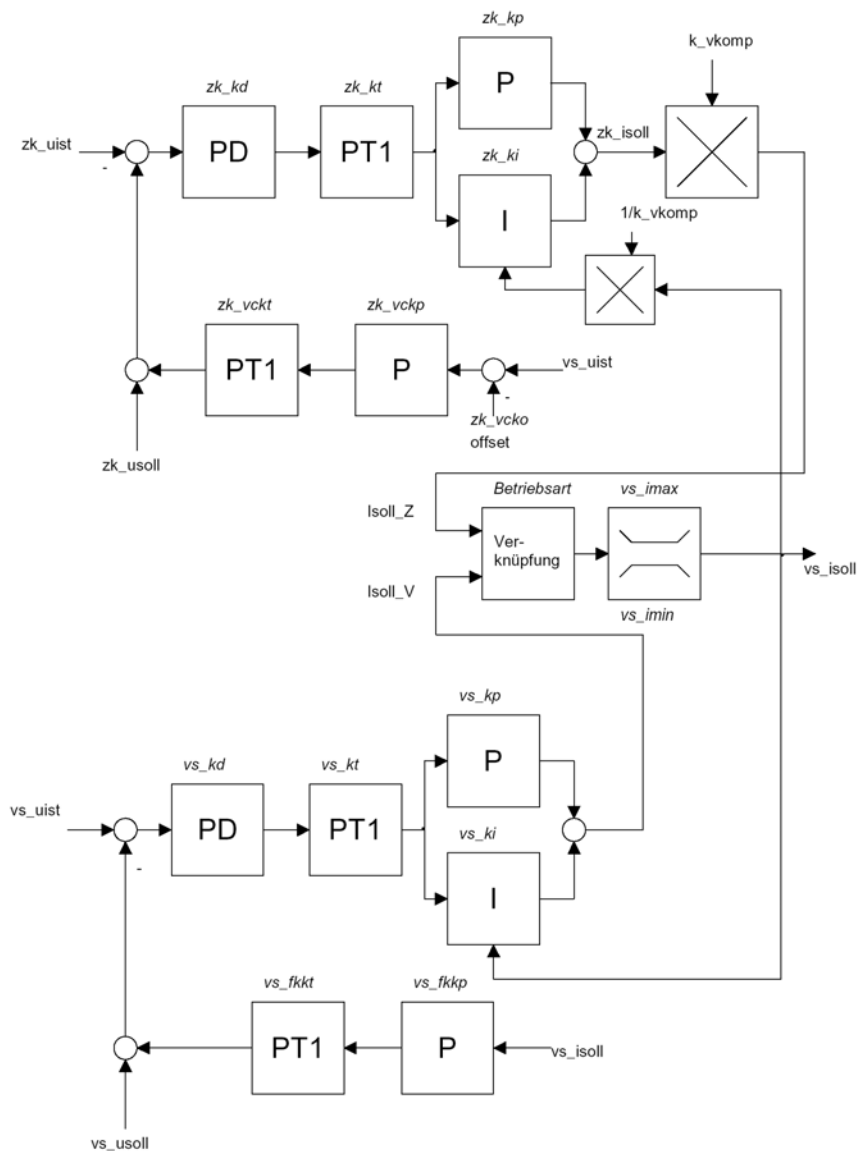 zk_kp
k_vkomp
zk_kd
zk_kt
P
zk_isoll
zk_uist
-
PD
PT1
zk_ki
I
1/k_vkomp
zk_vckt
zk_vckp
PT1
P
vs_uist
-
zk_vcko
offset
zk_usoll
Betriebsart
vs_imax
Isoll_Z
Ver-
knüpfung
vs_isoll
Isoll_V
vs_imin
vs_kp
vs_kd
vs_kt
P
vs_uist
-
PD
PT1
vs_ki
I
vs_fkkt
vs_fkkp
PT1
P
vs_isoll
vs_usoll